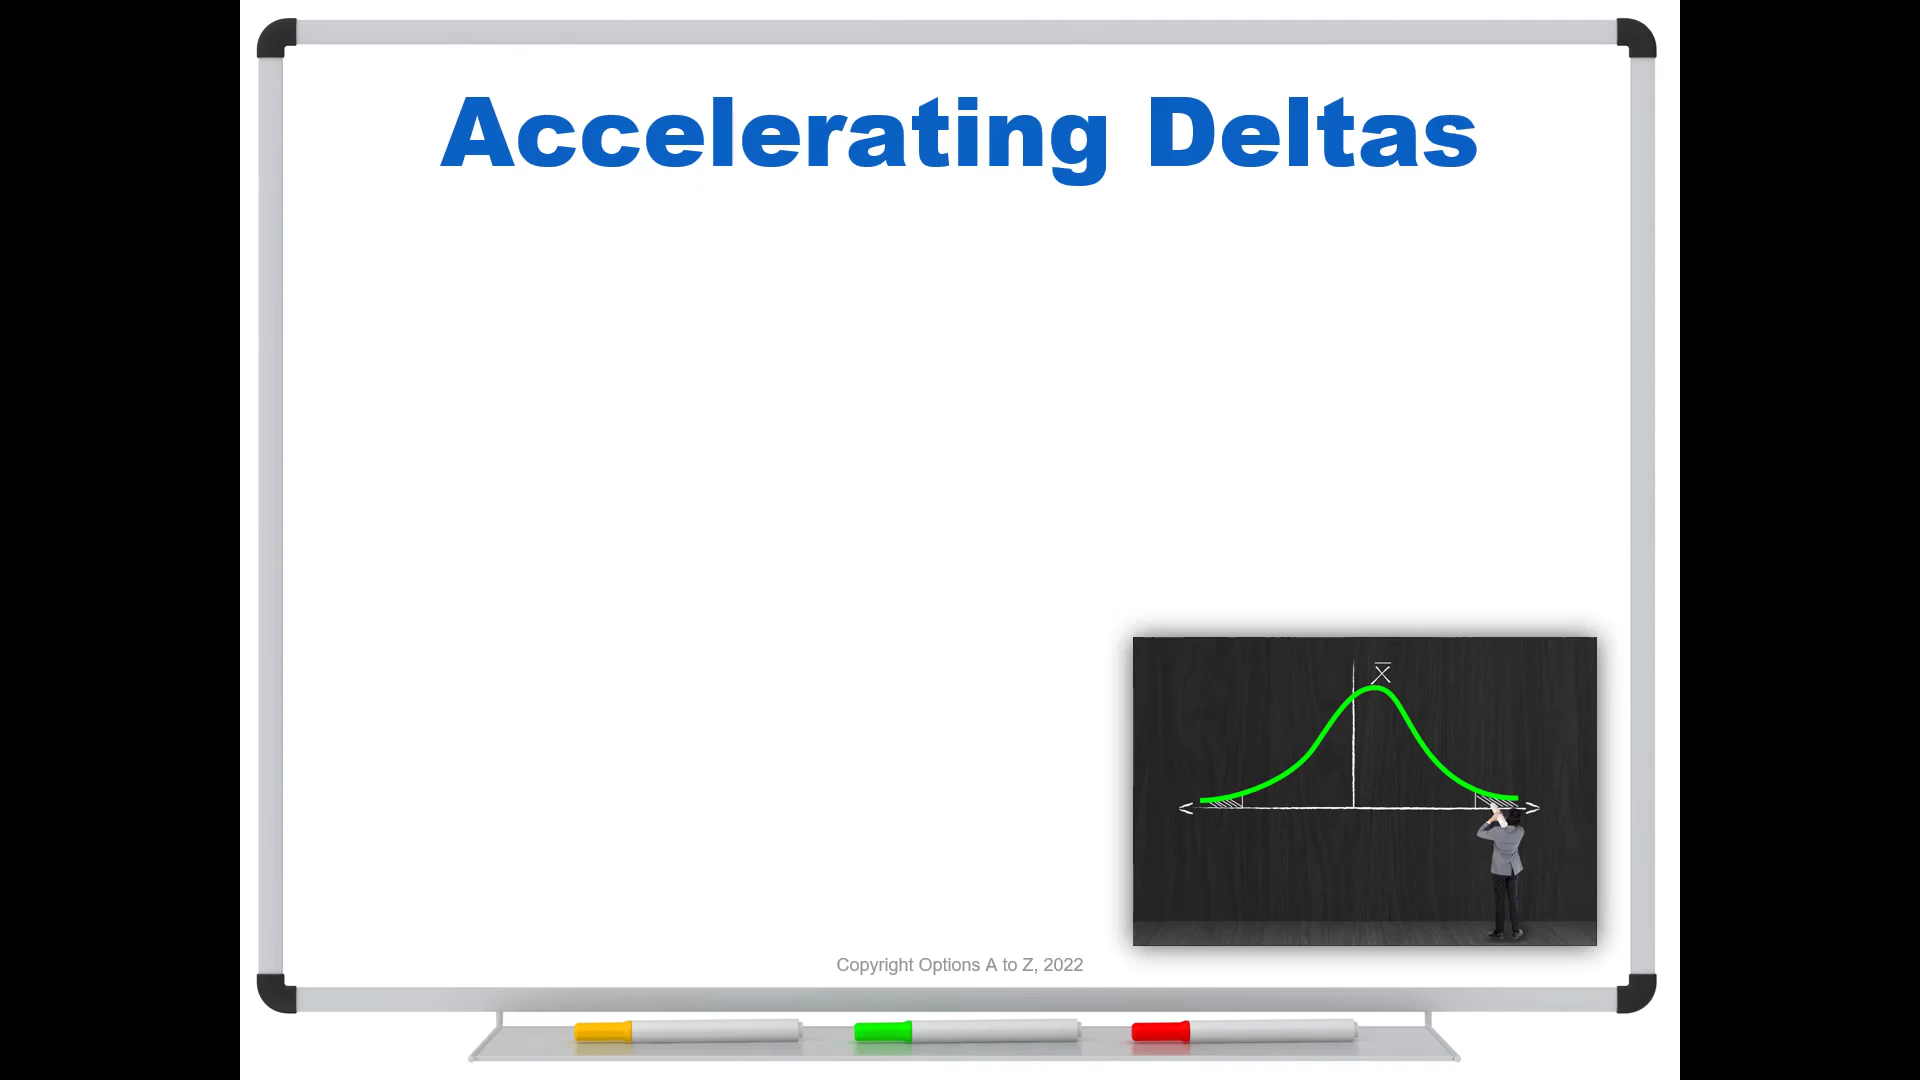 Accelerating Deltas
x̄
Copyright Options A to Z, 2022